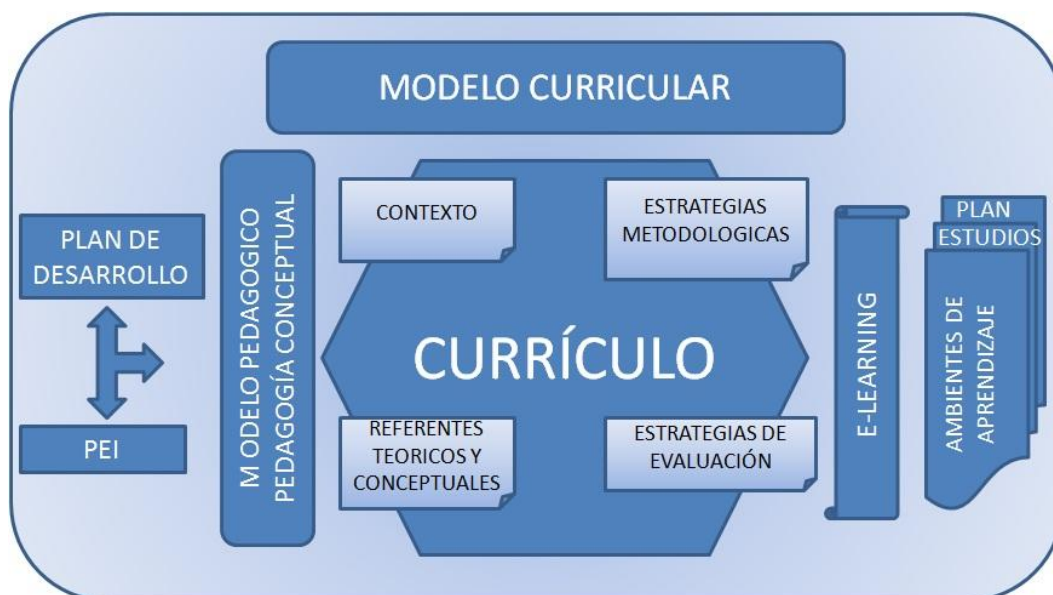 MODELO CURRICULAR
PLAN DE
DESARROLLO
PEI
M ODELO PEDAGOGICO
PEDAGOGÍA CONCEPTUAL
CONTEXTO
ESTRATEGIAS
METODOLOGICAS
CURRÍCULO
REFERENTES
TEORICOS Y
CONCEPTUALES
ESTRATEGIAS DE
EVALUACIÓN
E-LEARNING
PLAN
ESTUDIOS
AMBIENTES DE
APRENDIZAJE